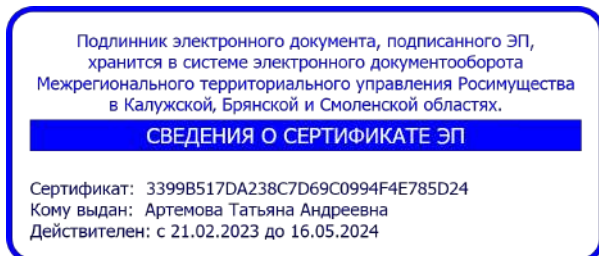 Подлинник электронного документа, подписанного ЭП,
хранится в системе электронного документооборота
Межрегионального территориального управления Росимущества
в Калужской, Брянской и Смоленской областях.
СВЕДЕНИЯ О СЕРТИФИКАТЕ ЭП
Сертификат: 3399B517DA238C7D69C0994F4E785D24
Кому выдан: Артемова Татьяна Андреевна
Действителен: с 21.02.2023 до 16.05.2024